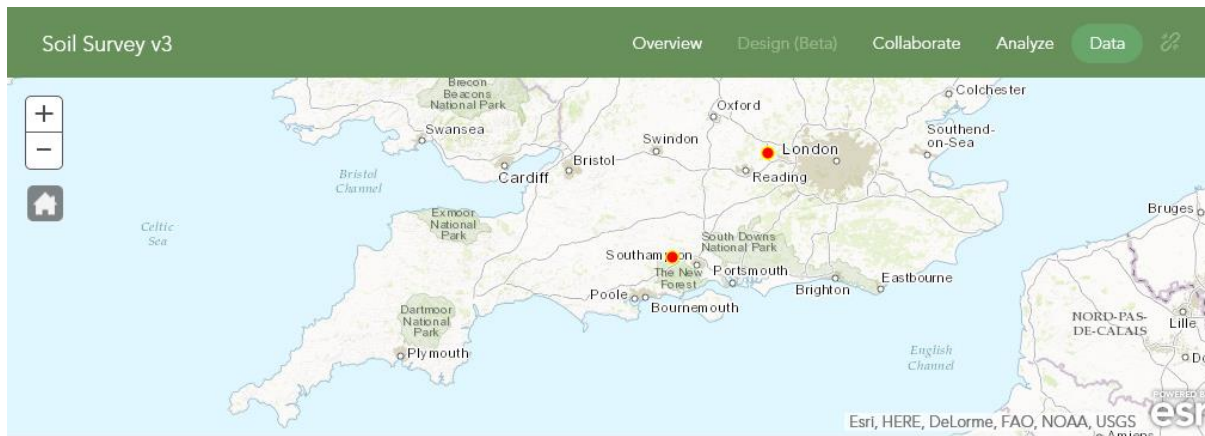 Soil Survey v3
Overview
Design (Beta)
Collaborate
Analyze
Data
+
−
Brecon
Beacons
National Park
Swansea
Cardiff
Bristol
Swindon
Oxford
London
Reading
Colchester
Southend-
on-Sea
Bristol
Channel
Celtic
Sea
Exmoor
National
Park
South Downs
National Park
The New
Forest
Portsmouth
Poole
Bournemouth
Brighton
Eastbourne
Dartmoor
National
Park
Plymouth
English
Channel
Bruges
NORD-PAS-
DE-CALAIS
Lille
Esri, HERE, DeLorme, FAO, NOAA, USGS
POWERED B
esr